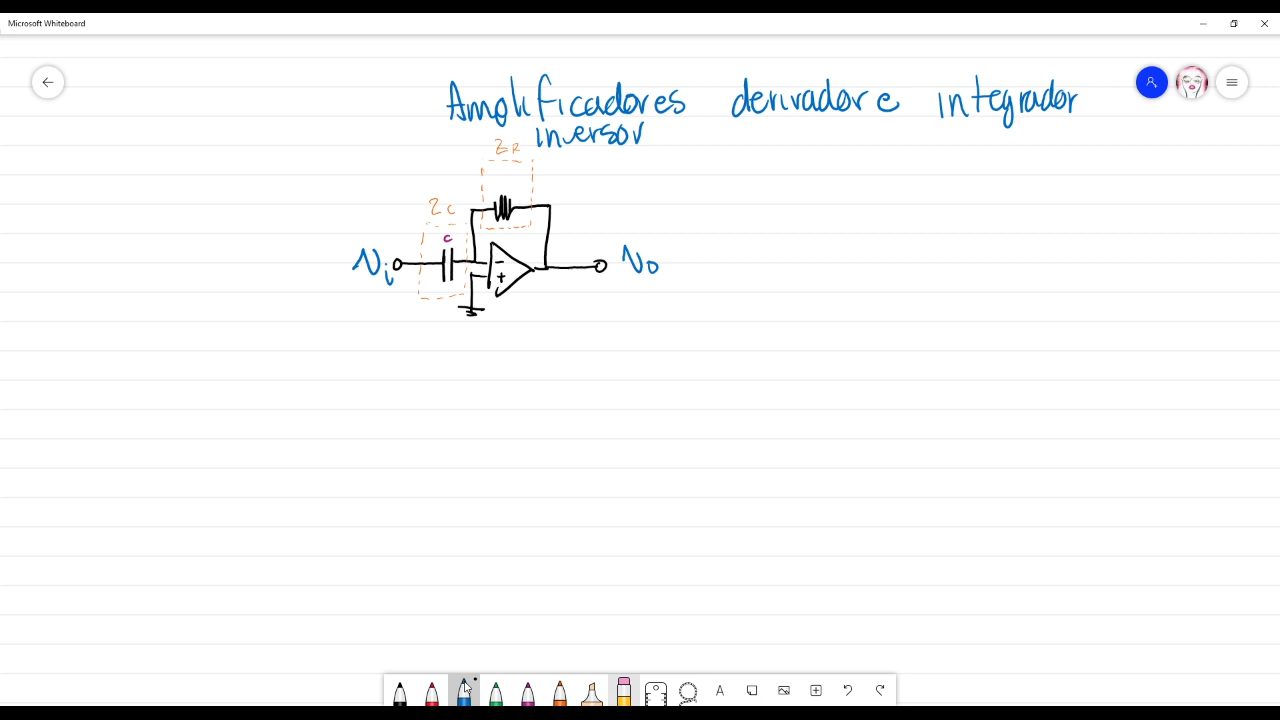 Microsoft Whiteboard
Amplificadores derivador e integrador
inversor
ZR
Zc
c
Vi
Vo
-
+
A